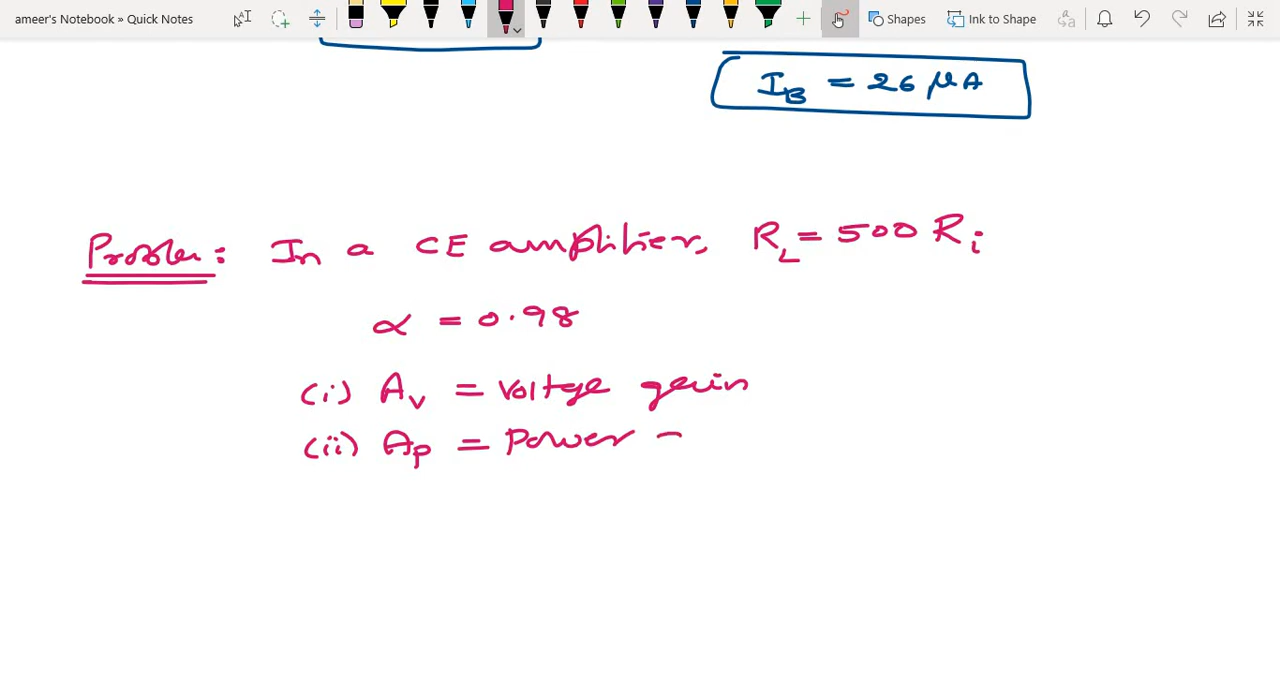 ameer's Notebook » Quick Notes Shapes Ink to Shape
I_B = 26 μA
Problem: In a CE amplifier, R_L = 500 R_i
α = 0.98
(i) A_v = Voltage gain
(ii) A_p = Power